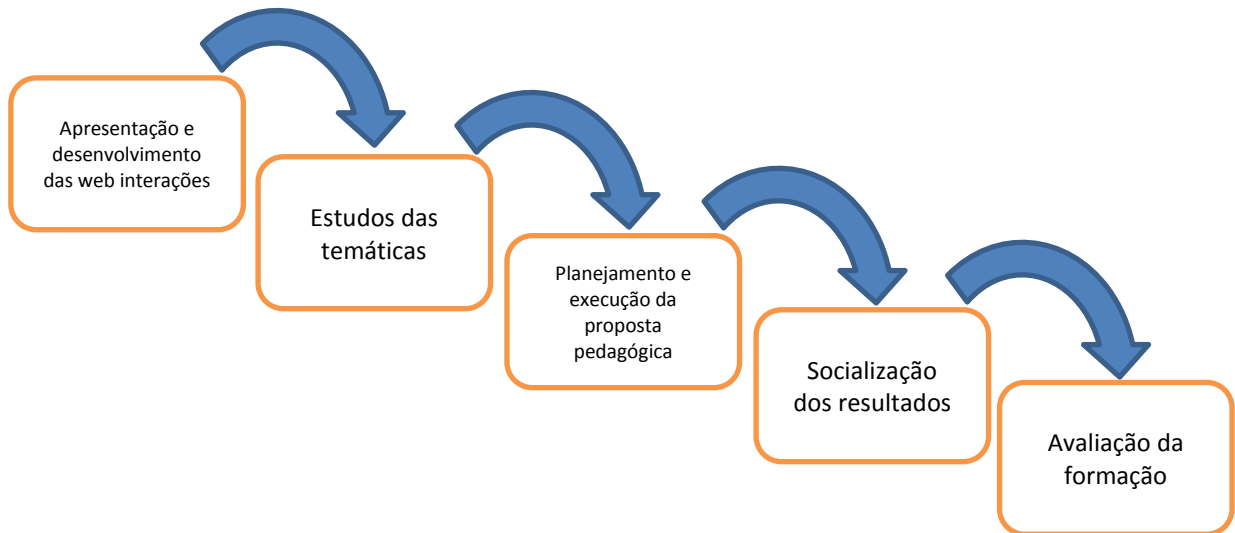 Apresentação e
desenvolvimento
das web interações
Estudos das
temáticas
Planejamento e
execução da
proposta
pedagógica
Socialização
dos resultados
Avaliação da
formação